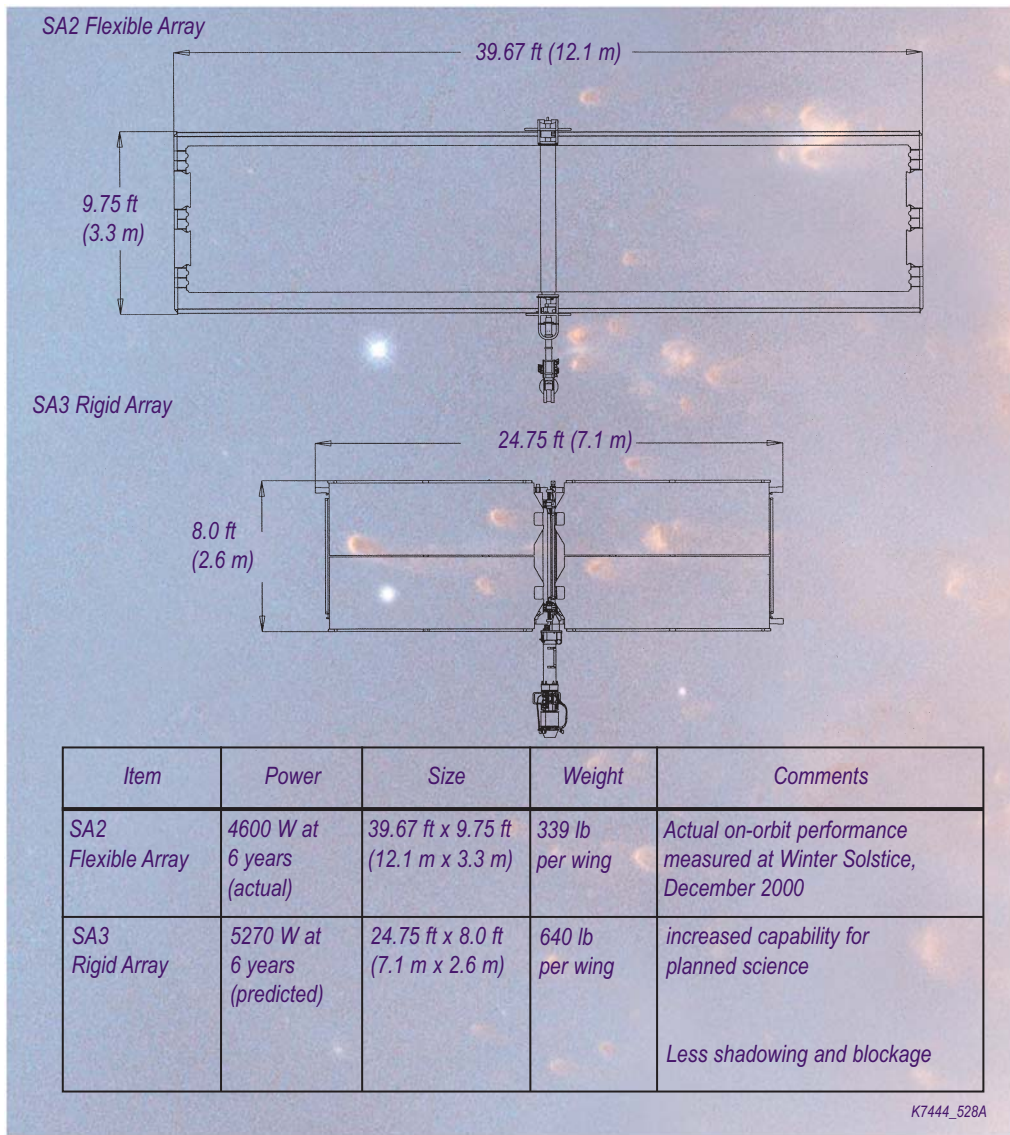 SA2 Flexible Array
39.67 ft (12.1 m)
9.75 ft
(3.3 m)
SA3 Rigid Array
24.75 ft (7.1 m)
8.0 ft
(2.6 m)
Item Power Size Weight Comments
SA2
Flexible Array
4600 W at
6 years
(actual)
39.67 ft x 9.75 ft
(12.1 m x 3.3 m)
339 lb
per wing
Actual on-orbit performance
measured at Winter Solstice,
December 2000
SA3
Rigid Array
5270 W at
6 years
(predicted)
24.75 ft x 8.0 ft
(7.1 m x 2.6 m)
640 lb
per wing
increased capability for
planned science
Less shadowing and blockage
K7444_528A